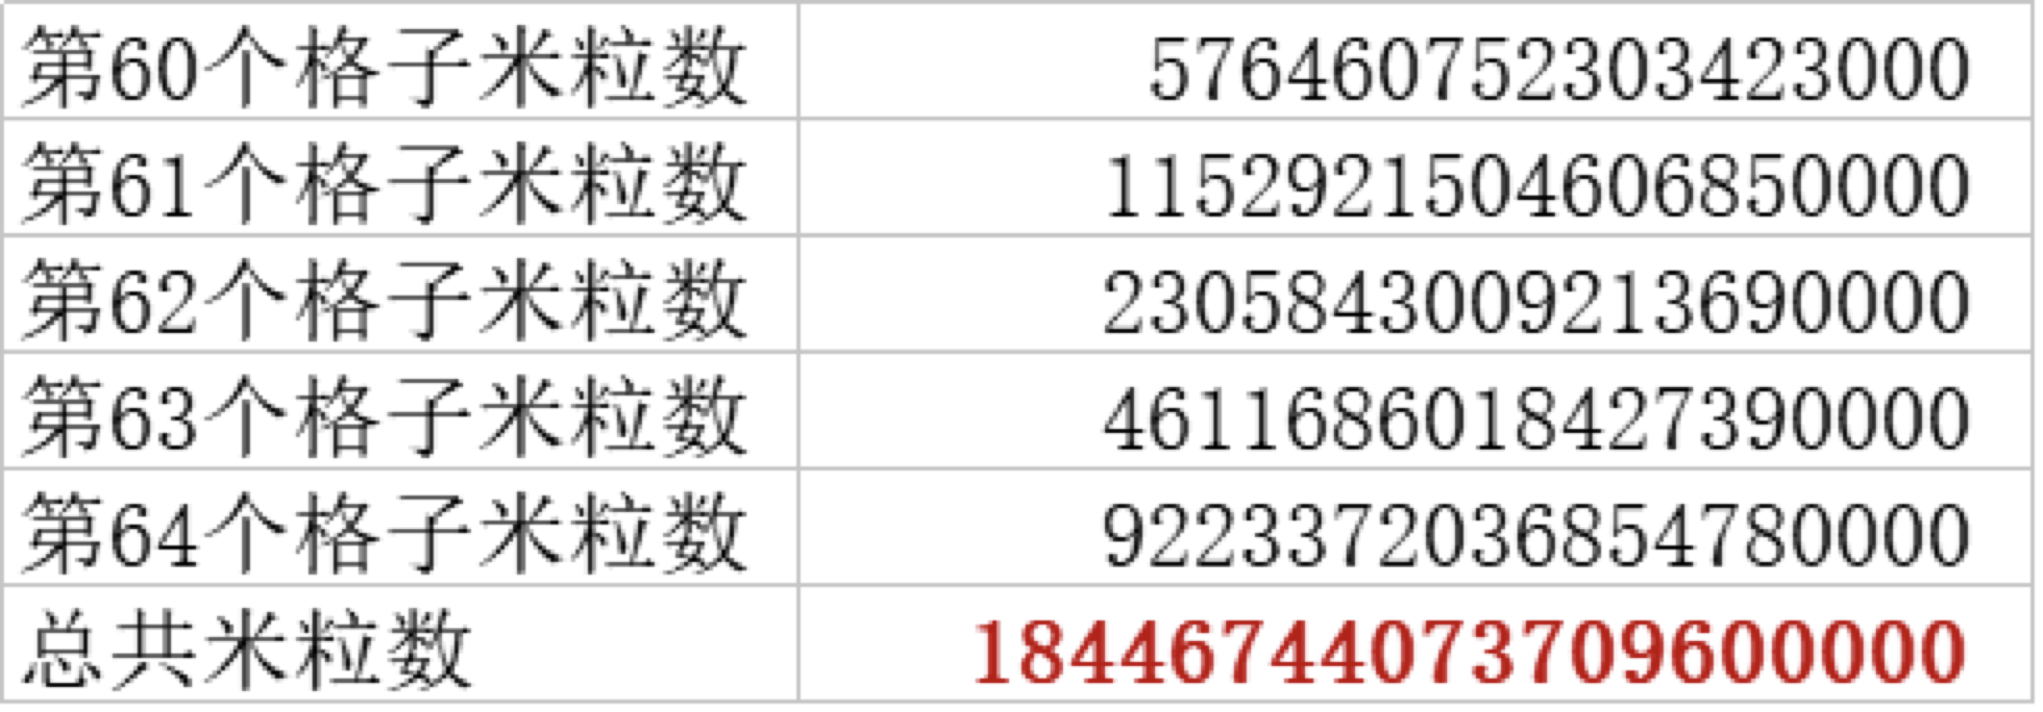 第60个格子米粒数 576460752303423000
第61个格子米粒数 1152921504606850000
第62个格子米粒数 2305843009213690000
第63个格子米粒数 4611686018427390000
第64个格子米粒数 9223372036854780000
总共米粒数 18446744073709600000